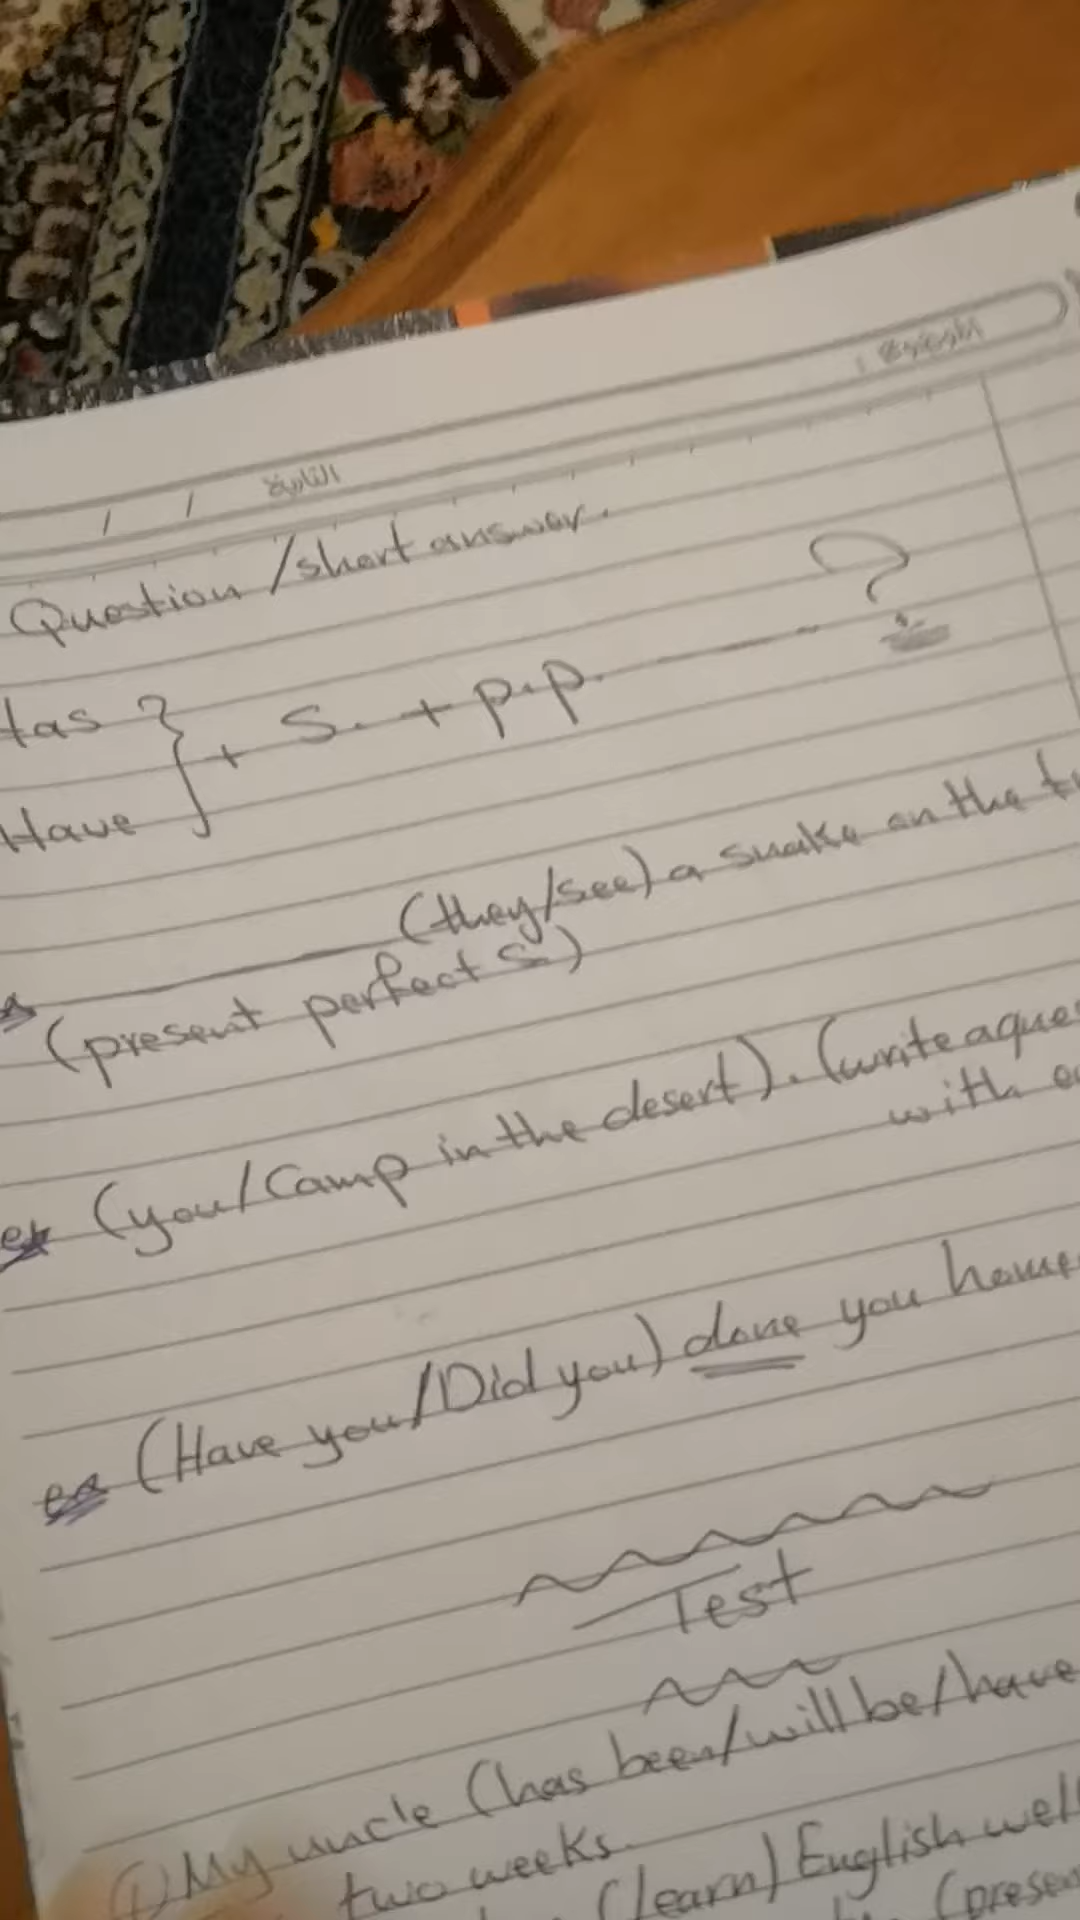 الموضوع
التاريخ / /
Question / short answer.
Has
Have } + S. + p.p. ?
(they/see) a snake on the
(present perfect S)
ex (you/Camp in the desert). (write a
with
ex (Have you/Did you) done you
Test
① My uncle (has been/will be/have
two weeks.
(learn) English well